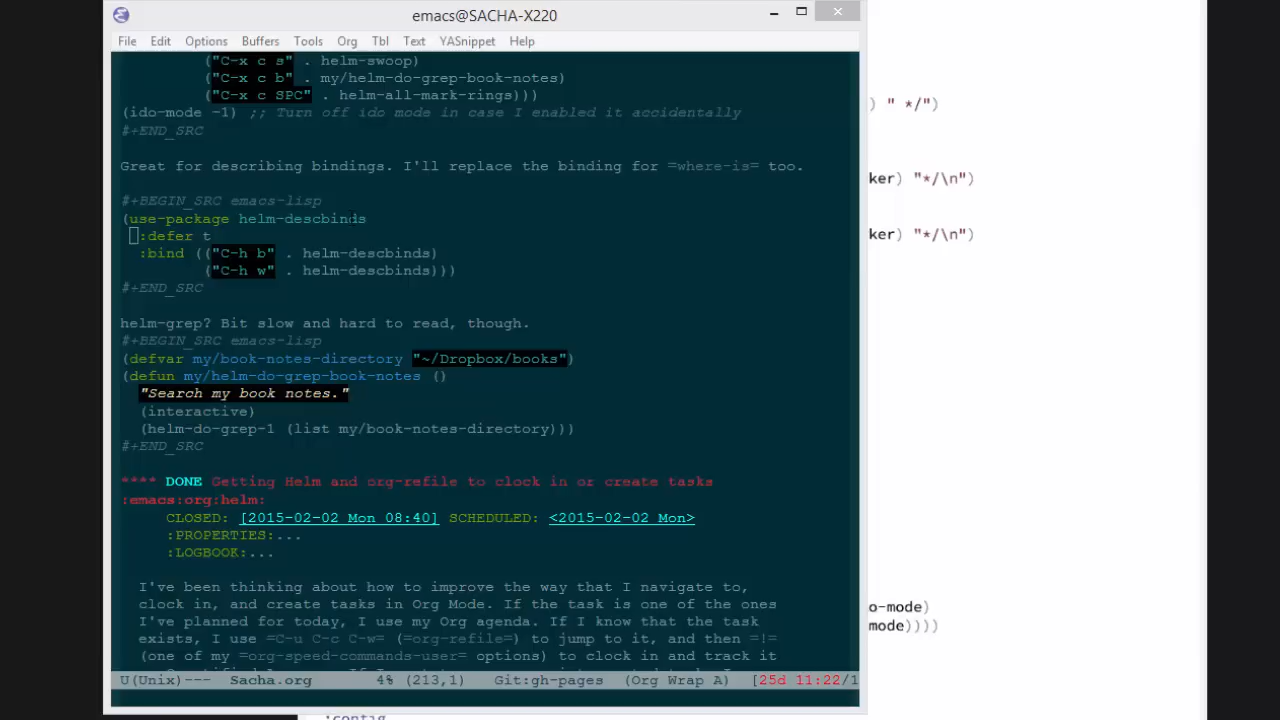 emacs@SACHA-X220
File Edit Options Buffers Tools Org Tbl Text YASnippet Help
("C-x c s" . helm-swoop)
("C-x c b" . my/helm-do-grep-book-notes)
("C-x c SPC" . helm-all-mark-rings)))
(ido-mode -1) ;; Turn off ido mode in case I enabled it accidentally
#+END_SRC
Great for describing bindings. I'll replace the binding for =where-is= too.
#+BEGIN_SRC emacs-lisp
(use-package helm-descbinds
:defer t
:bind (("C-h b" . helm-descbinds)
("C-h w" . helm-descbinds)))
#+END_SRC
helm-grep? Bit slow and hard to read, though.
#+BEGIN_SRC emacs-lisp
(defvar my/book-notes-directory "~/Dropbox/books")
(defun my/helm-do-grep-book-notes ()
"Search my book notes."
(interactive)
(helm-do-grep-1 (list my/book-notes-directory)))
#+END_SRC
**** DONE Getting Helm and org-refile to clock in or create tasks
:emacs:org:helm:
CLOSED: [2015-02-02 Mon 08:40] SCHEDULED: <2015-02-02 Mon>
:PROPERTIES:...
:LOGBOOK:...
I've been thinking about how to improve the way that I navigate to,
clock in, and create tasks in Org Mode. If the task is one of the ones
I've planned for today, I use my Org agenda. If I know that the task
exists, I use =C-u C-c C-w= (=org-refile=) to jump to it, and then =!=
(one of my =org-speed-commands-user= options) to clock in and track it
U(Unix)--- Sacha.org 4% (213,1) Git:gh-pages (Org Wrap A) [25d 11:22/1
) " */")
ker) "*/\n")
ker) "*/\n")
o-mode)
mode))))
:config